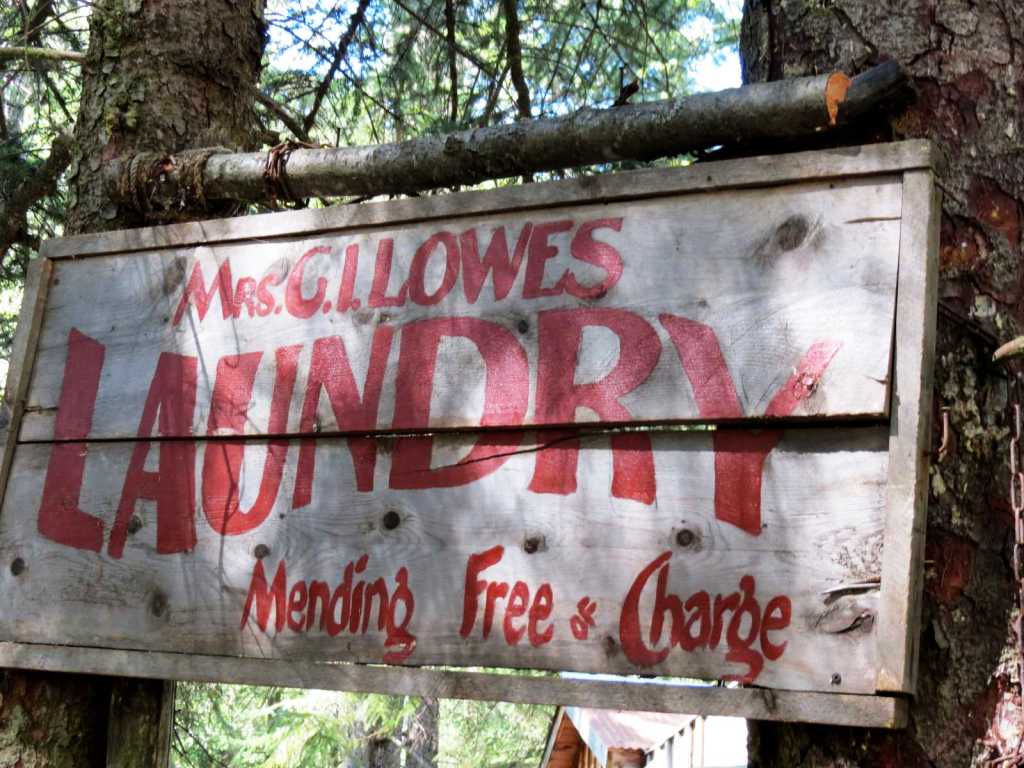 Mrs. C. I. LOWES
LAUNDRY
Mending Free of Charge